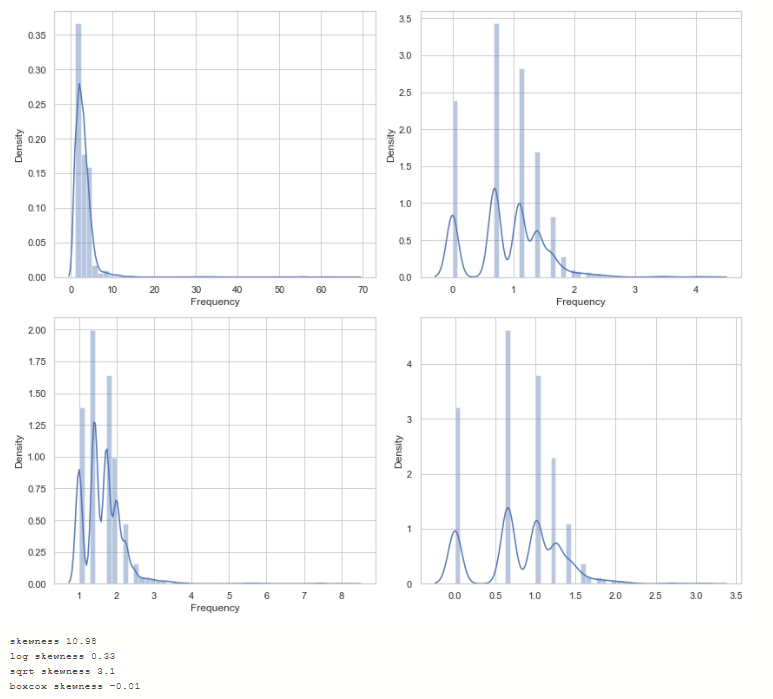 0.35
0.30
0.25
0.20
0.15
0.10
0.05
0.00
Density
0 10 20 30 40 50 60 70
Frequency
3.5
3.0
2.5
2.0
1.5
1.0
0.5
0.0
Density
0 1 2 3 4
Frequency
2.00
1.75
1.50
1.25
1.00
0.75
0.50
0.25
0.00
Density
1 2 3 4 5 6 7 8
Frequency
4
3
2
1
0
Density
0.0 0.5 1.0 1.5 2.0 2.5 3.0 3.5
skewness 10.98
log skewness 0.33
sqrt skewness 3.1
boxcox skewness -0.01